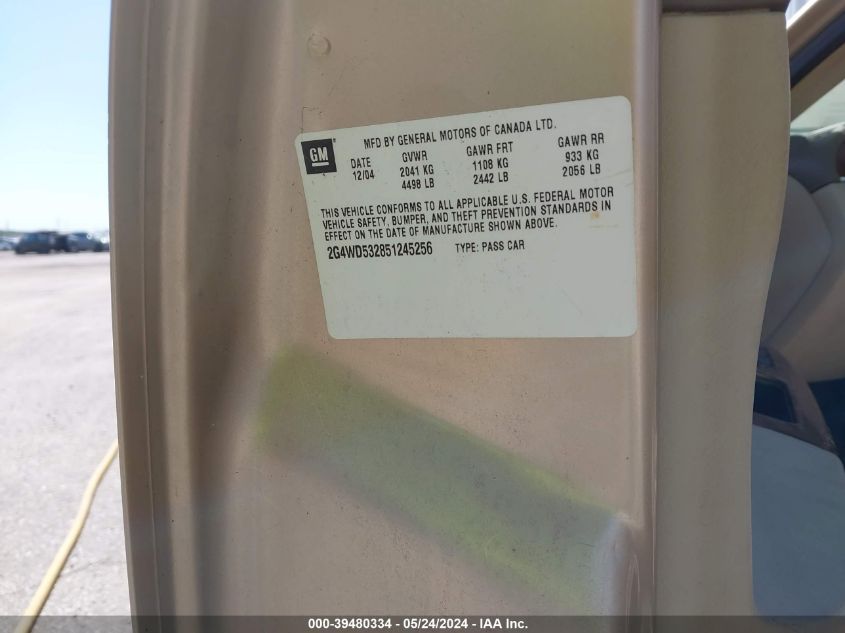 MFD BY GENERAL MOTORS OF CANADA LTD.
GM
DATE GVWR GAWR FRT GAWR RR
12/04 2041 KG 1108 KG 933 KG
4498 LB 2442 LB 2056 LB
THIS VEHICLE CONFORMS TO ALL APPLICABLE U.S. FEDERAL MOTOR
VEHICLE SAFETY, BUMPER, AND THEFT PREVENTION STANDARDS IN
EFFECT ON THE DATE OF MANUFACTURE SHOWN ABOVE.
2G4WD532851245256 TYPE: PASS CAR
000-39480334 - 05/24/2024 - IAA Inc.